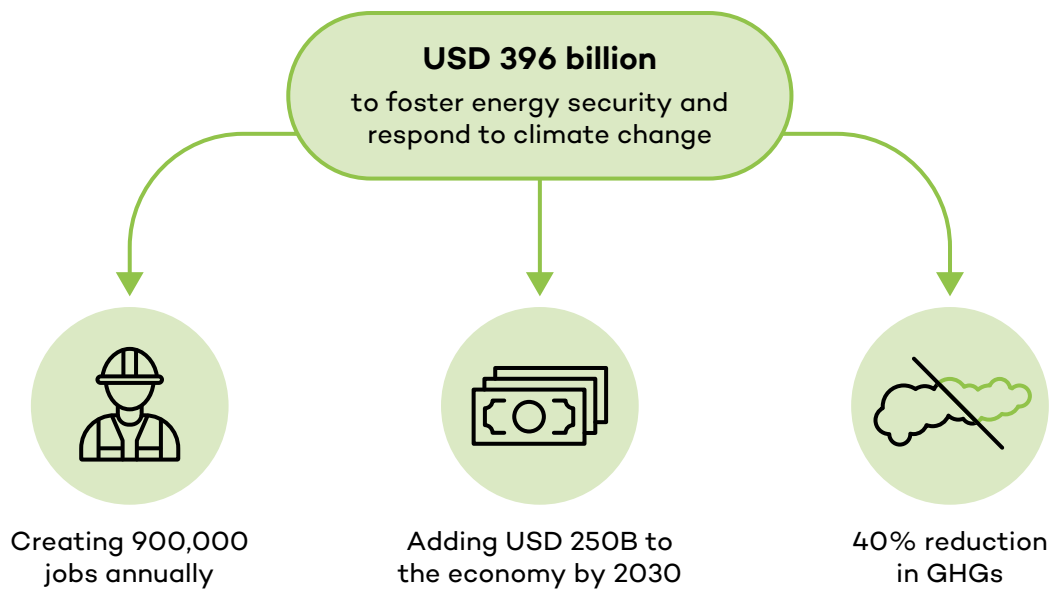 USD 396 billion
to foster energy security and
respond to climate change
Creating 900,000
jobs annually
Adding USD 250B to
the economy by 2030
40% reduction
in GHGs